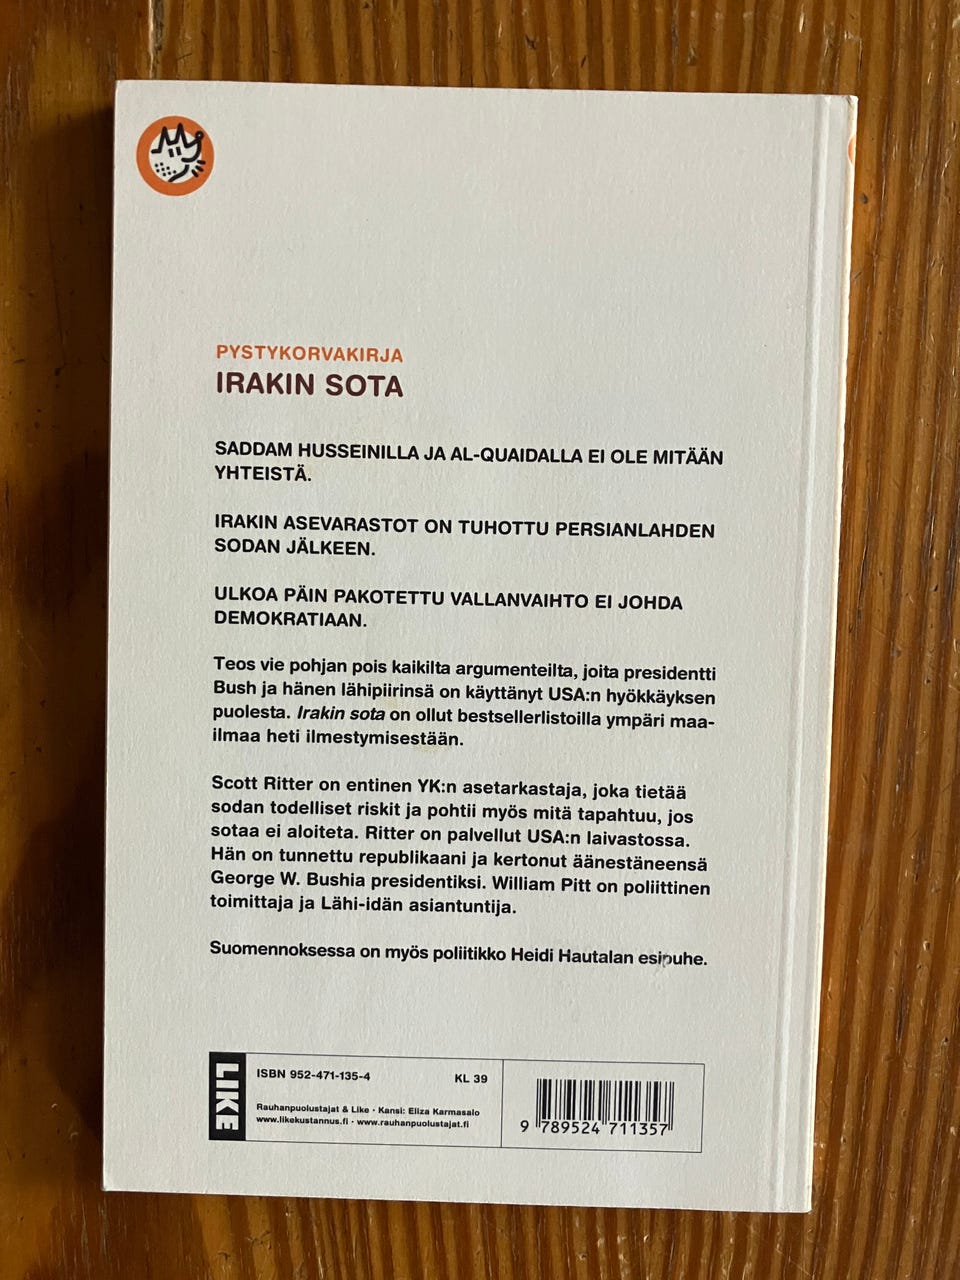 PYSTYKORVAKIRJA
IRAKIN SOTA
SADDAM HUSSEINILLA JA AL-QUAIDALLA EI OLE MITÄÄN
YHTEISTÄ.
IRAKIN ASEVARASTOT ON TUHOTTU PERSIANLAHDEN
SODAN JÄLKEEN.
ULKOA PÄIN PAKOTETTU VALLANVAIHTO EI JOHDA
DEMOKRATIAAN.
Teos vie pohjan pois kaikilta argumenteilta, joita presidentti
Bush ja hänen lähipiirinsä on käyttänyt USA:n hyökkäyksen
puolesta. Irakin sota on ollut bestsellerlistoilla ympäri maa-
ilmaa heti ilmestymisestään.
Scott Ritter on entinen YK:n asetarkastaja, joka tietää
sodan todelliset riskit ja pohtii myös mitä tapahtuu, jos
sotaa ei aloiteta. Ritter on palvellut USA:n laivastossa.
Hän on tunnettu republikaani ja kertonut äänestäneensä
George W. Bushia presidentiksi. William Pitt on poliittinen
toimittaja ja Lähi-idän asiantuntija.
Suomennoksessa on myös poliitikko Heidi Hautalan esipuhe.
LIKE
ISBN 952-471-135-4 KL 39
Rauhanpuolustajat & Like · Kansi: Eliza Karmasalo
www.likekustannus.fi · www.rauhanpuolustajat.fi
9 789524 711357